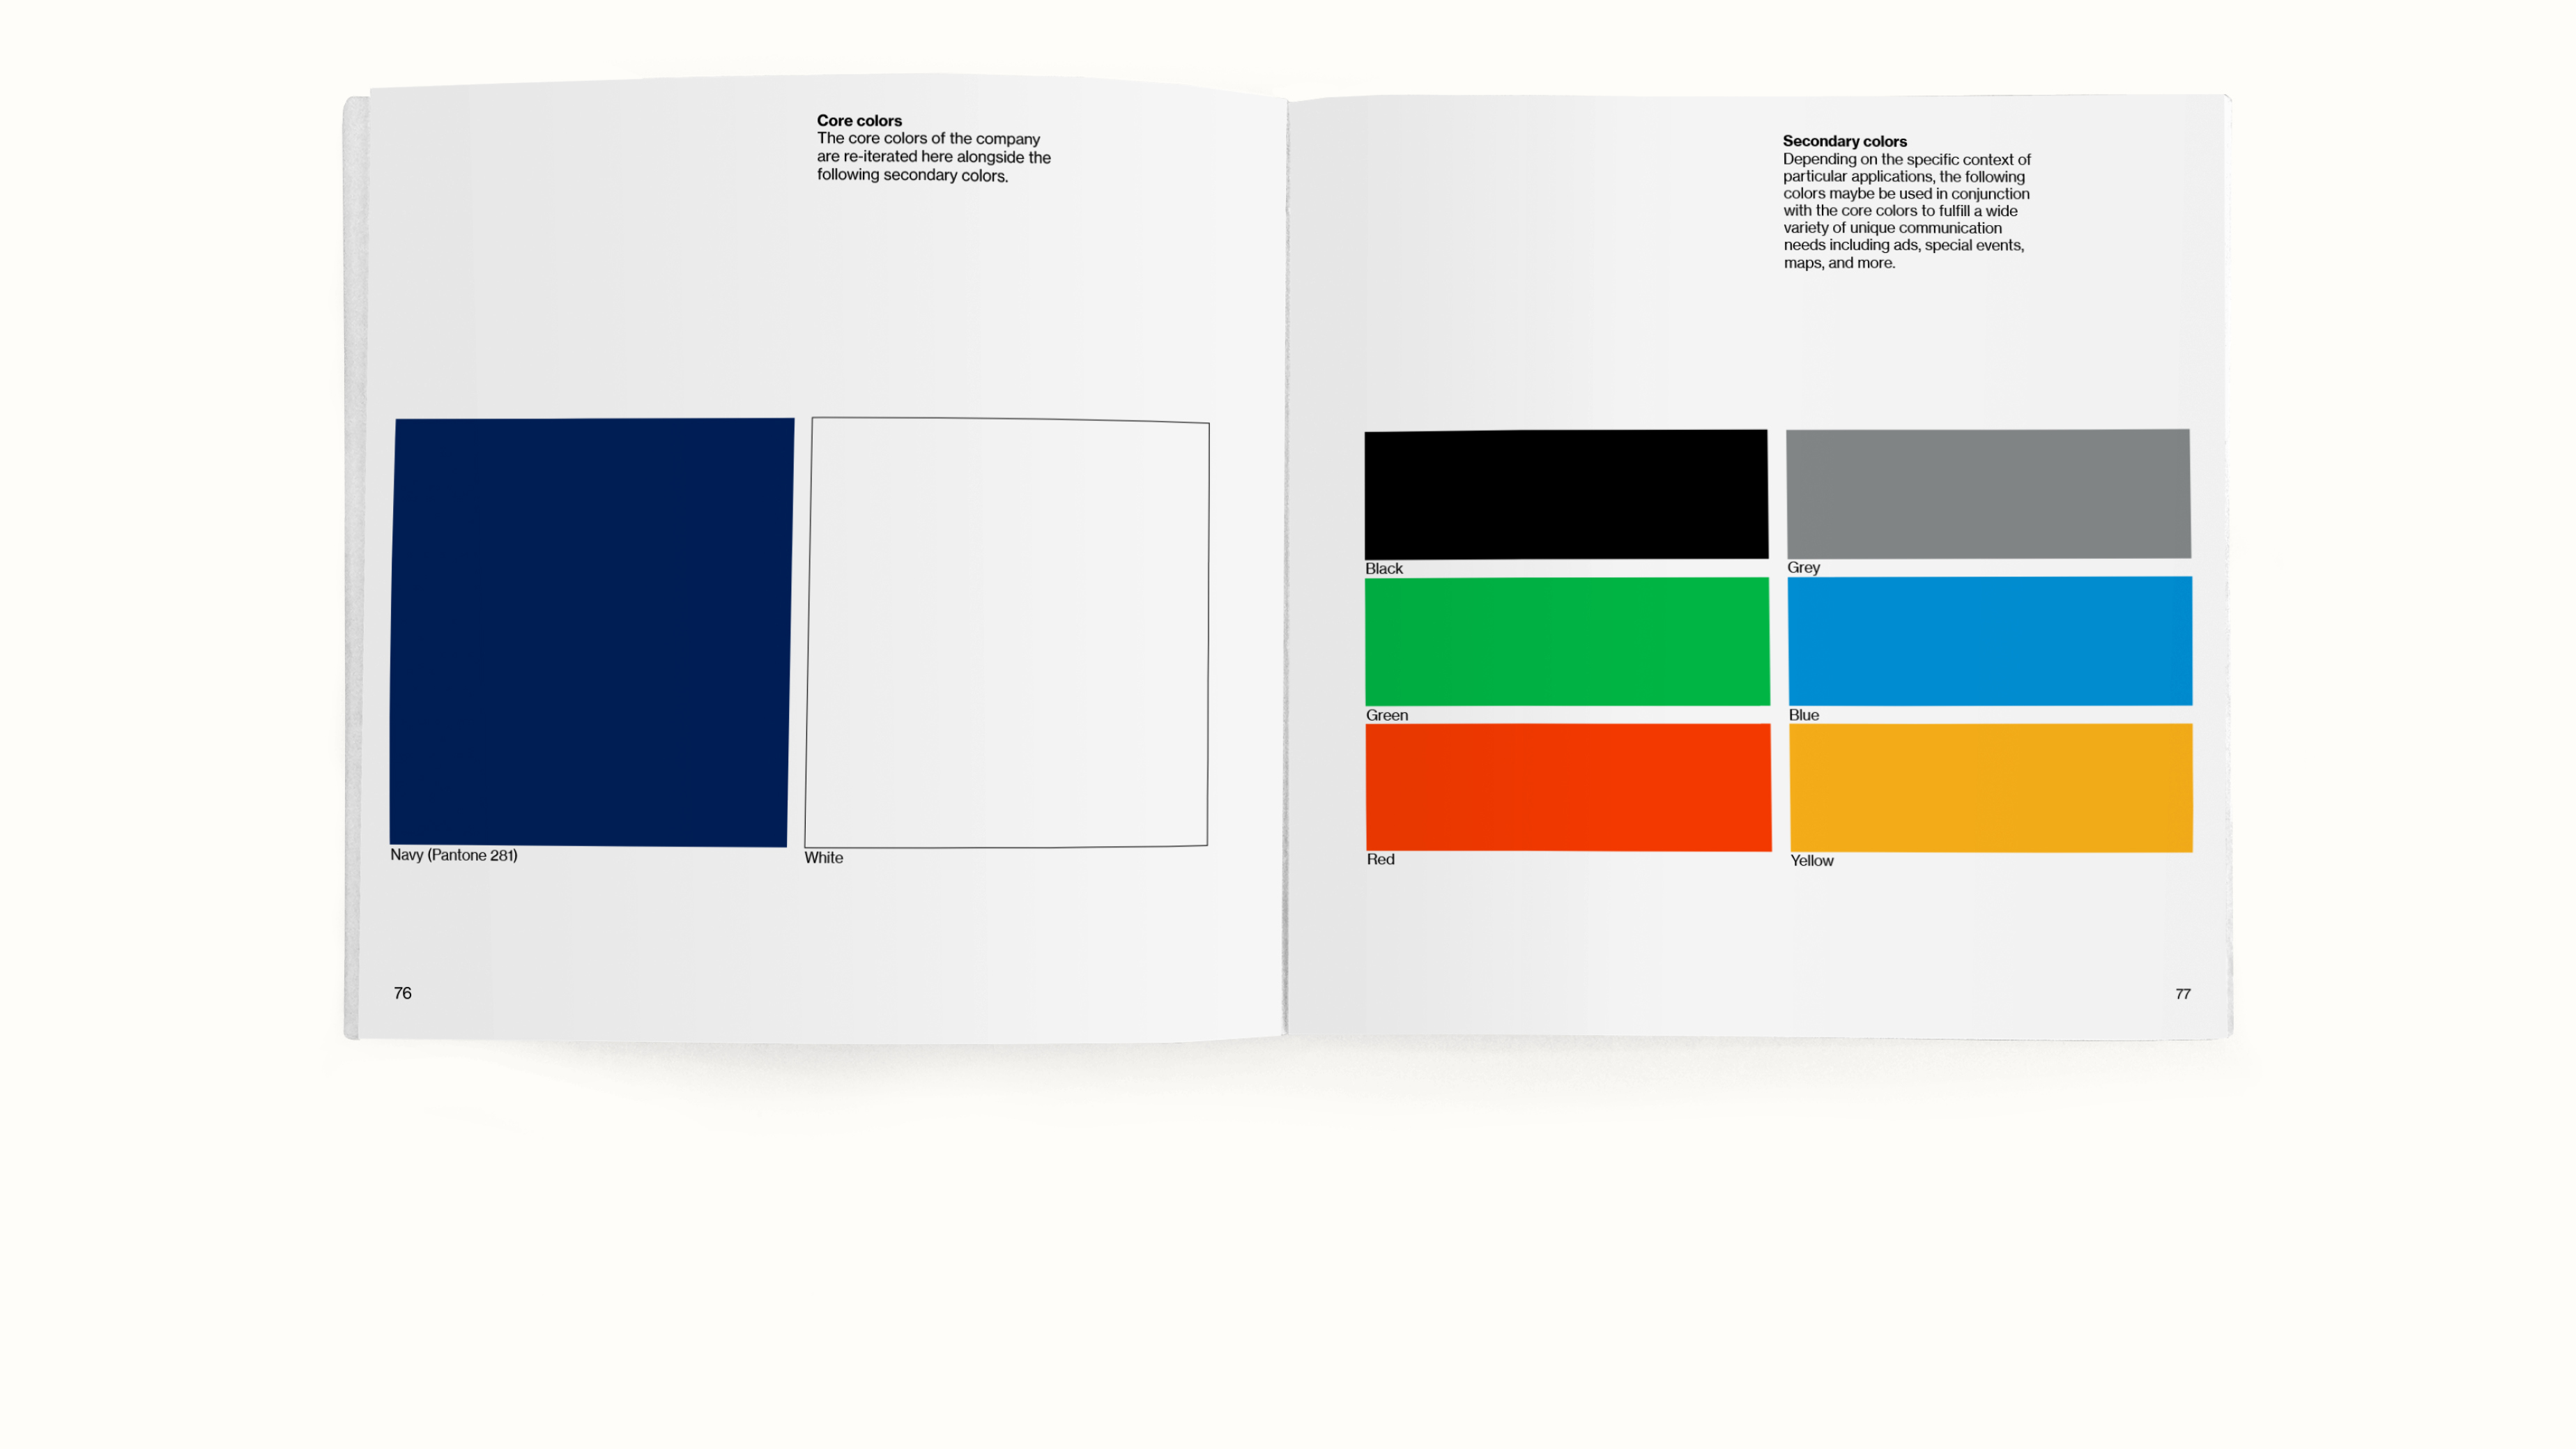 Core colors
The core colors of the company
are re-iterated here alongside the
following secondary colors.
Navy (Pantone 281)
White
76
Secondary colors
Depending on the specific context of
particular applications, the following
colors maybe be used in conjunction
with the core colors to fulfill a wide
variety of unique communication
needs including ads, special events,
maps, and more.
Black
Grey
Green
Blue
Red
Yellow
77